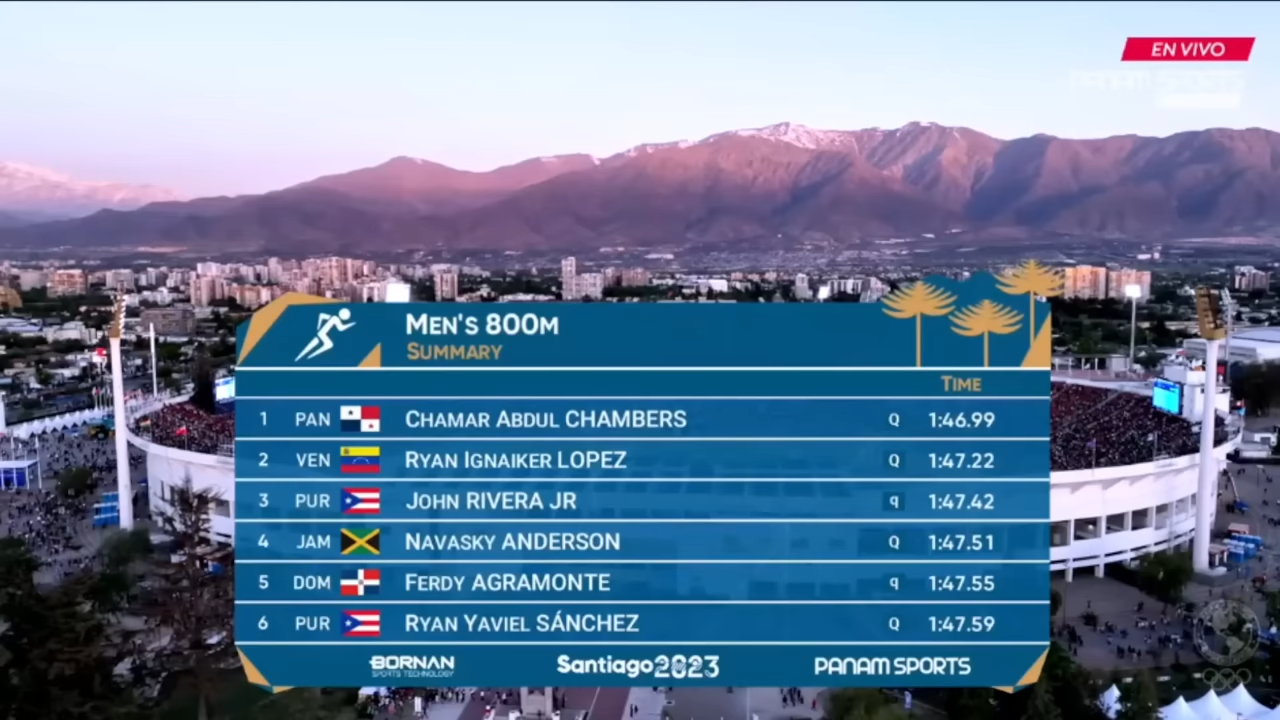 EN VIVO
PANAM SPORTS
MEN'S 800M
SUMMARY
TIME
1 PAN CHAMAR ABDUL CHAMBERS Q 1:46.99
2 VEN RYAN IGNAIKER LOPEZ Q 1:47.22
3 PUR JOHN RIVERA JR q 1:47.42
4 JAM NAVASKY ANDERSON Q 1:47.51
5 DOM FERDY AGRAMONTE q 1:47.55
6 PUR RYAN YAVIEL SÁNCHEZ Q 1:47.59
BORNAN Santiago2023 PANAM SPORTS
SPORTS TECHNOLOGY